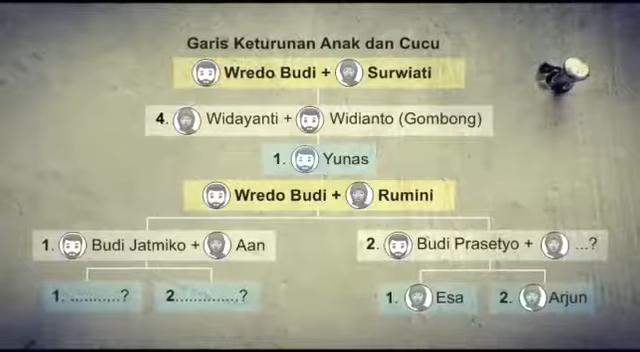 Garis Keturunan Anak dan Cucu
Wredo Budi + Surwiati
4. Widayanti + Widianto (Gombong)
1. Yunas
Wredo Budi + Rumini
1. Budi Jatmiko + Aan
2. Budi Prasetyo + ...?
1. ...........?
2..............?
1. Esa
2. Arjun